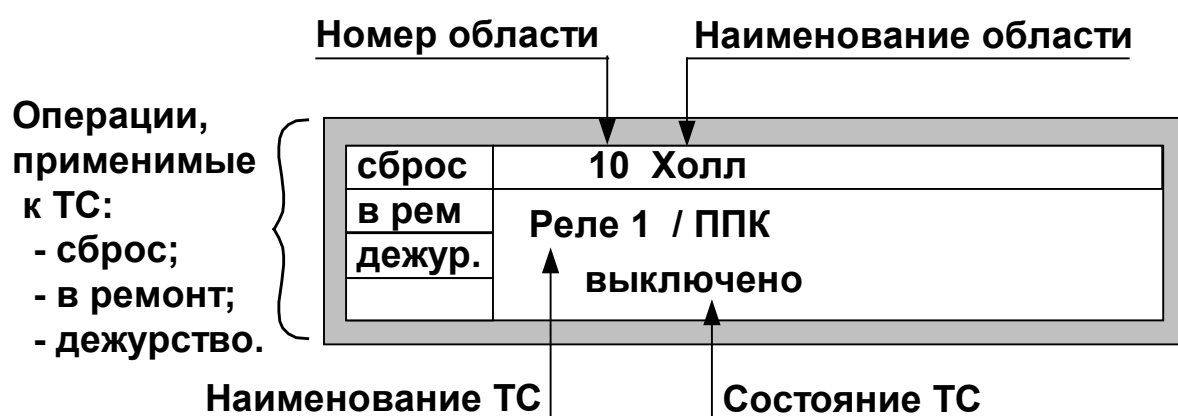 Номер области
Наименование области
Операции,
применимые
к ТС:
- сброс;
- в ремонт;
- дежурство.
сброс
10 Холл
в рем
Реле 1 / ППК
дежур.
выключено
Наименование ТС
Состояние ТС